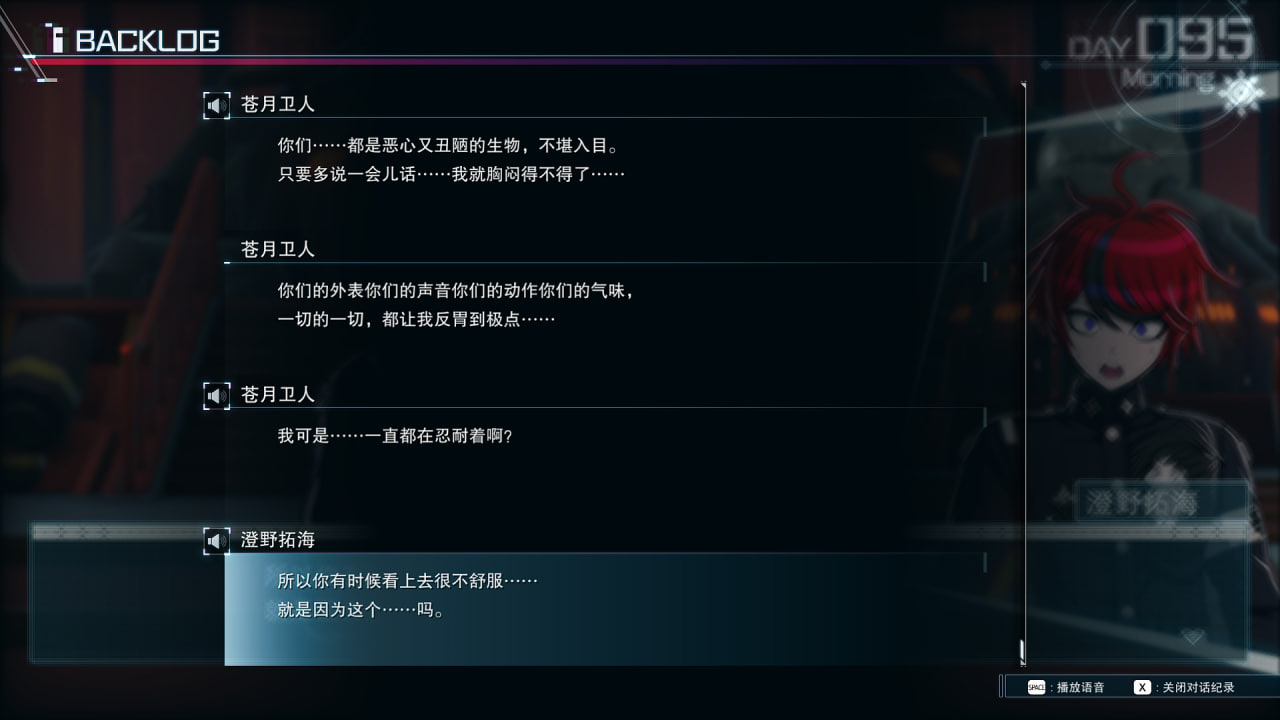 BACKLOG
DAY 095
Morning
苍月卫人
你们……都是恶心又丑陋的生物，不堪入目。
只要多说一会儿话……我就胸闷得不得了……
苍月卫人
你们的外表你们的声音你们的动作你们的气味，
一切的一切，都让我反胃到极点……
苍月卫人
我可是……一直都在忍耐着啊?
澄野拓海
澄野拓海
所以你有时候看上去很不舒服……
就是因为这个……吗。
SPACE : 播放语音 X : 关闭对话纪录